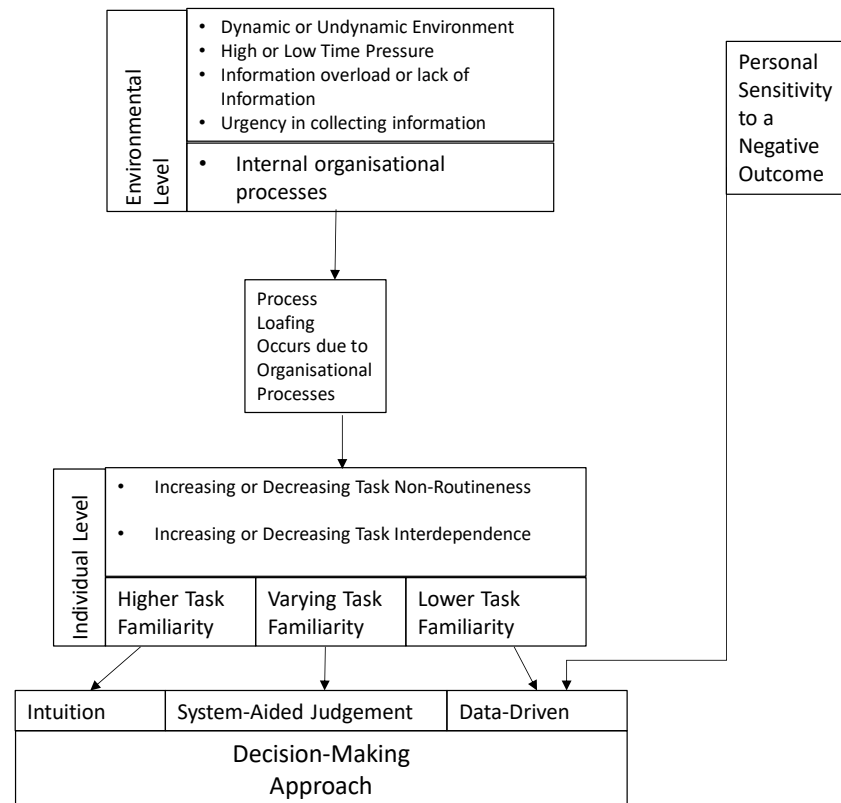 Environmental
Level
• Dynamic or Undynamic Environment
• High or Low Time Pressure
• Information overload or lack of
Information
• Urgency in collecting information
• Internal organisational
processes
Personal
Sensitivity
to a
Negative
Outcome
Process
Loafing
Occurs due to
Organisational
Processes
Individual Level
• Increasing or Decreasing Task Non-Routineness
• Increasing or Decreasing Task Interdependence
Higher Task
Familiarity
Varying Task
Familiarity
Lower Task
Familiarity
Intuition
System-Aided Judgement
Data-Driven
Decision-Making
Approach